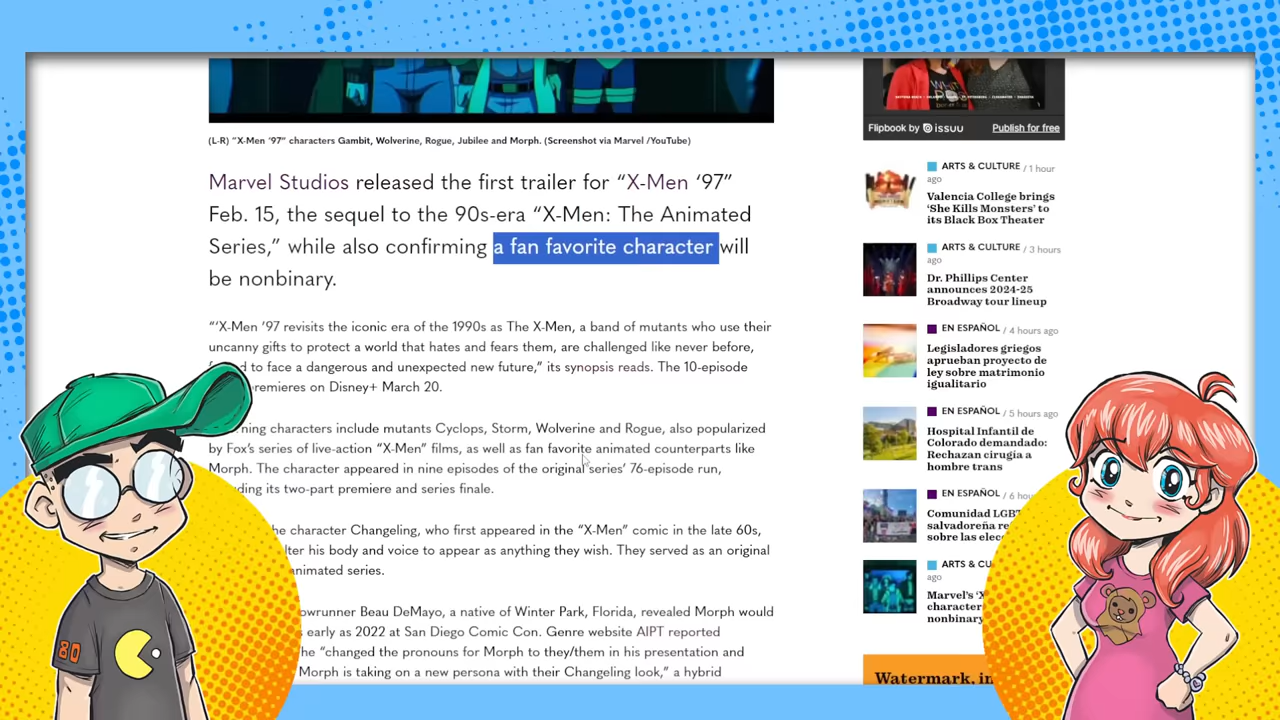 (L-R) “X-Men ‘97” characters Gambit, Wolverine, Rogue, Jubilee and Morph. (Screenshot via Marvel /YouTube)
Marvel Studios released the first trailer for “X-Men ‘97”
Feb. 15, the sequel to the 90s-era “X-Men: The Animated
Series,” while also confirming a fan favorite character will
be nonbinary.
“‘X-Men ’97 revisits the iconic era of the 1990s as The X-Men, a band of mutants who use their
uncanny gifts to protect a world that hates and fears them, are challenged like never before,
to face a dangerous and unexpected new future,” its synopsis reads. The 10-episode
premieres on Disney+ March 20.
characters include mutants Cyclops, Storm, Wolverine and Rogue, also popularized
by Fox’s series of live-action “X-Men” films, as well as fan favorite animated counterparts like
Morph. The character appeared in nine episodes of the original series’ 76-episode run,
its two-part premiere and series finale.
character Changeling, who first appeared in the “X-Men” comic in the late 60s,
his body and voice to appear as anything they wish. They served as an original
animated series.
Beau DeMayo, a native of Winter Park, Florida, revealed Morph would
early as 2022 at San Diego Comic Con. Genre website AIPT reported
“changed the pronouns for Morph to they/them in his presentation and
Morph is taking on a new persona with their Changeling look,” a hybrid
80
Flipbook by issuu Publish for free
ARTS & CULTURE / 1 hour
ago
Valencia College brings
‘She Kills Monsters’ to
its Black Box Theater
ARTS & CULTURE / 3 hours
ago
Dr. Phillips Center
announces 2024-25
Broadway tour lineup
EN ESPAÑOL / 4 hours ago
Legisladores griegos
aprueban proyecto de
ley sobre matrimonio
igualitario
EN ESPAÑOL / 5 hours ago
Hospital Infantil de
Colorado demandado:
Rechazan cirugía a
hombre trans
EN ESPAÑOL / 6
Comunidad LGBT
salvadoreña
sobre las
ARTS &
ago
Marvel’s
character
nonbinary
Watermark,